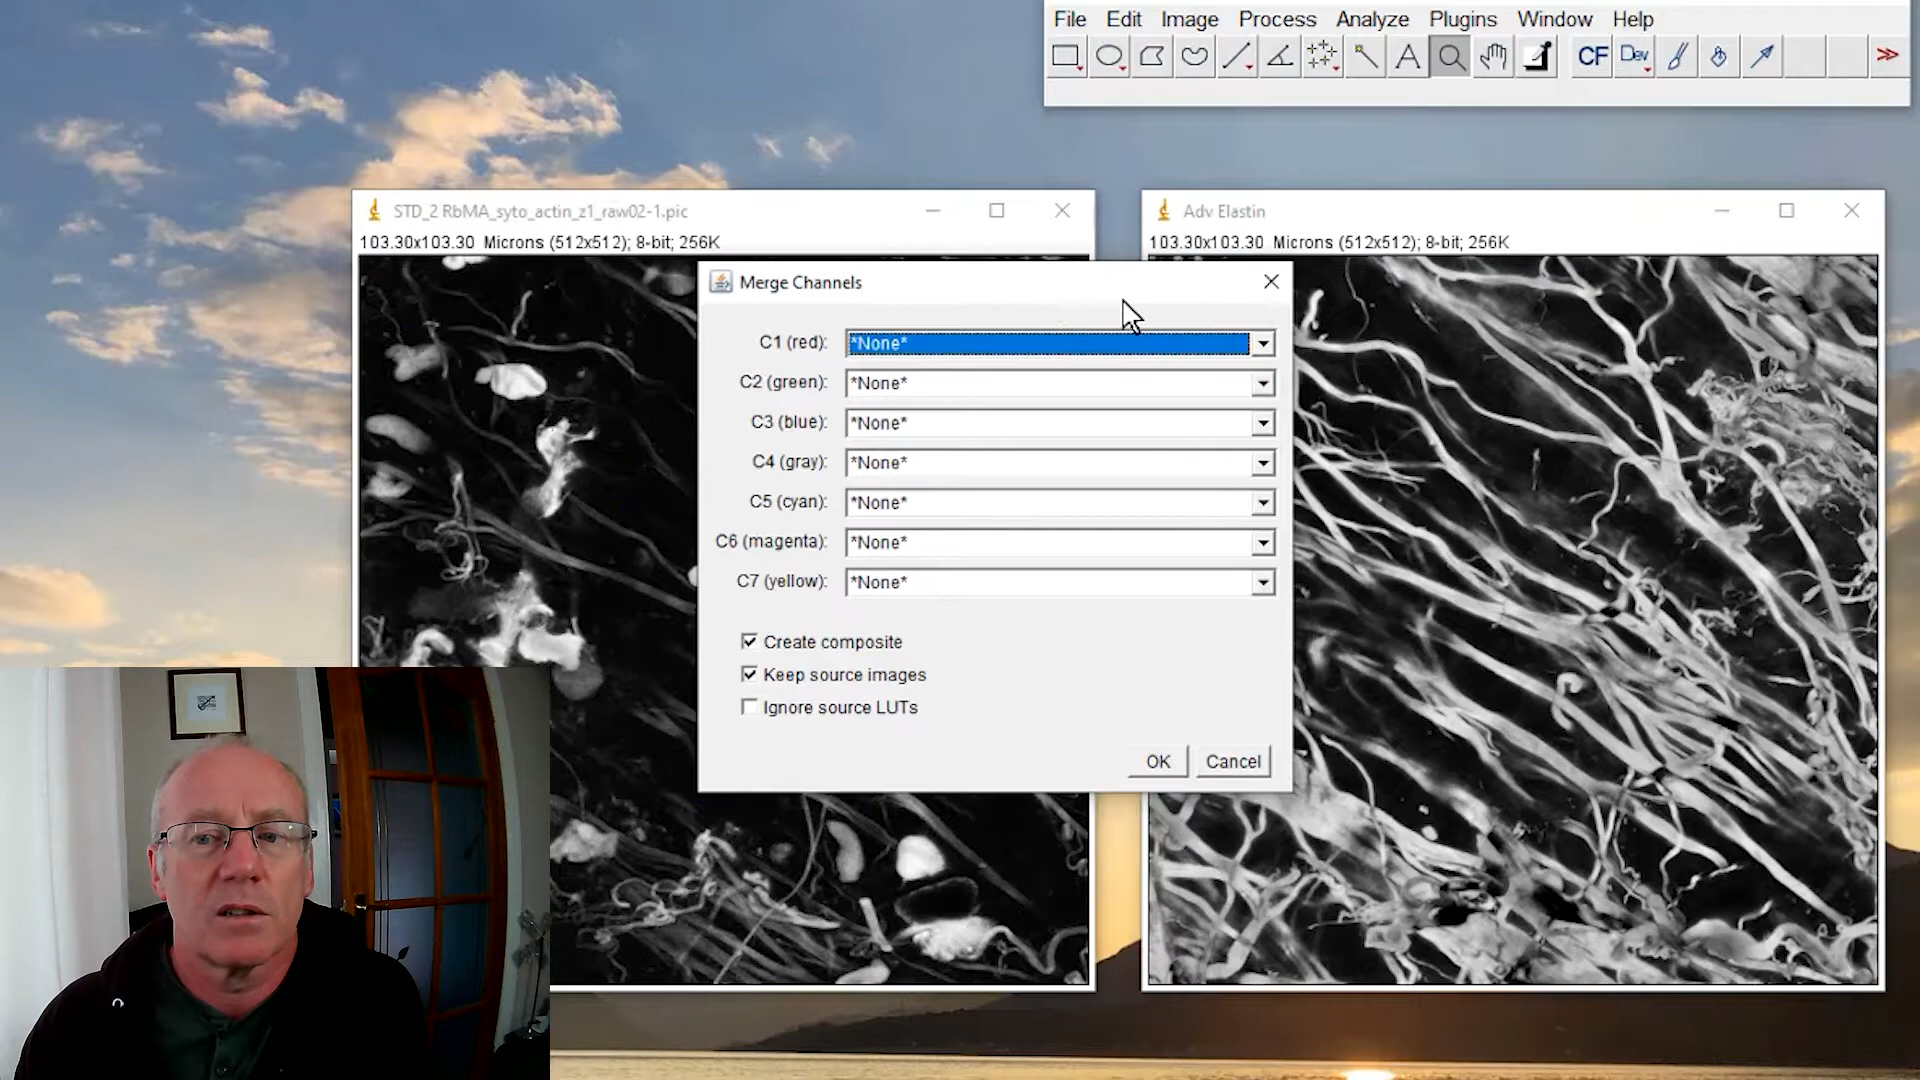 File Edit Image Process Analyze Plugins Window Help
CF Dev
STD_2 RbMA_syto_actin_z1_raw02-1.pic
103.30x103.30 Microns (512x512); 8-bit; 256K
Adv Elastin
103.30x103.30 Microns (512x512); 8-bit; 256K
Merge Channels
C1 (red): *None*
C2 (green): *None*
C3 (blue): *None*
C4 (gray): *None*
C5 (cyan): *None*
C6 (magenta): *None*
C7 (yellow): *None*
Create composite
Keep source images
Ignore source LUTs
OK Cancel